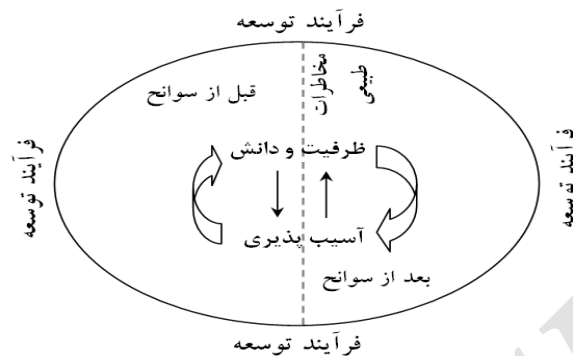 فرآیند توسعه
قبل از سوانح
مخاطرات
طبیعی
فرآیند توسعه
فرآیند توسعه
ظرفیت و دانش
آسیب پذیری
بعد از سوانح
فرآیند توسعه